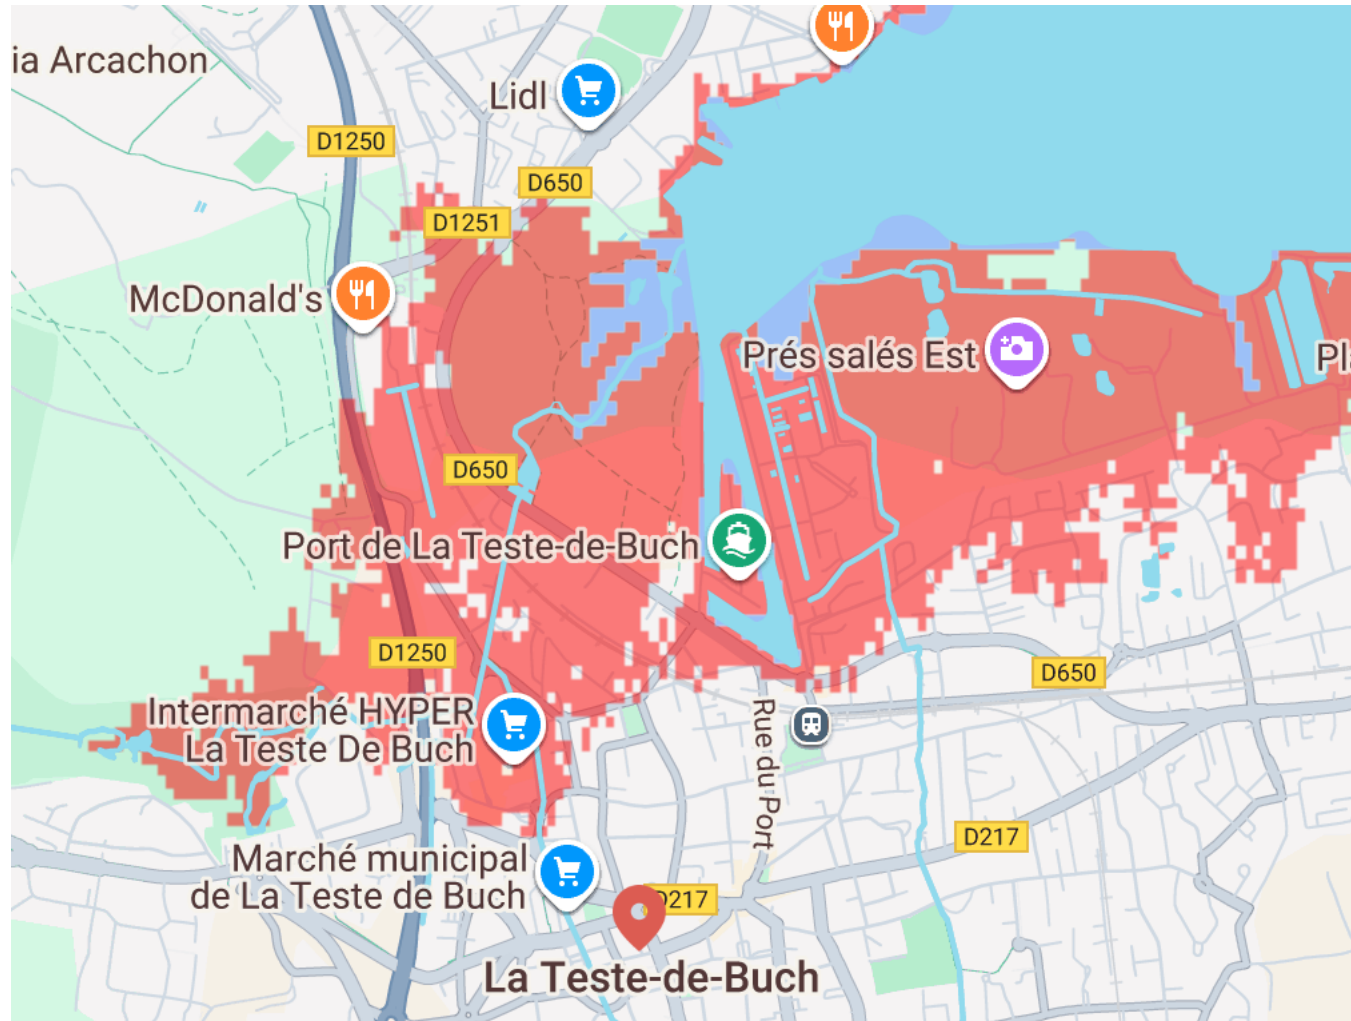 ia Arcachon
Lidl
D1250
D650
D1251
McDonald's
Prés salés Est
Pl
D650
Port de La Teste-de-Buch
D1250
D650
Intermarché HYPER
La Teste De Buch
Rue du Port
D217
Marché municipal
de La Teste de Buch
D217
La Teste-de-Buch